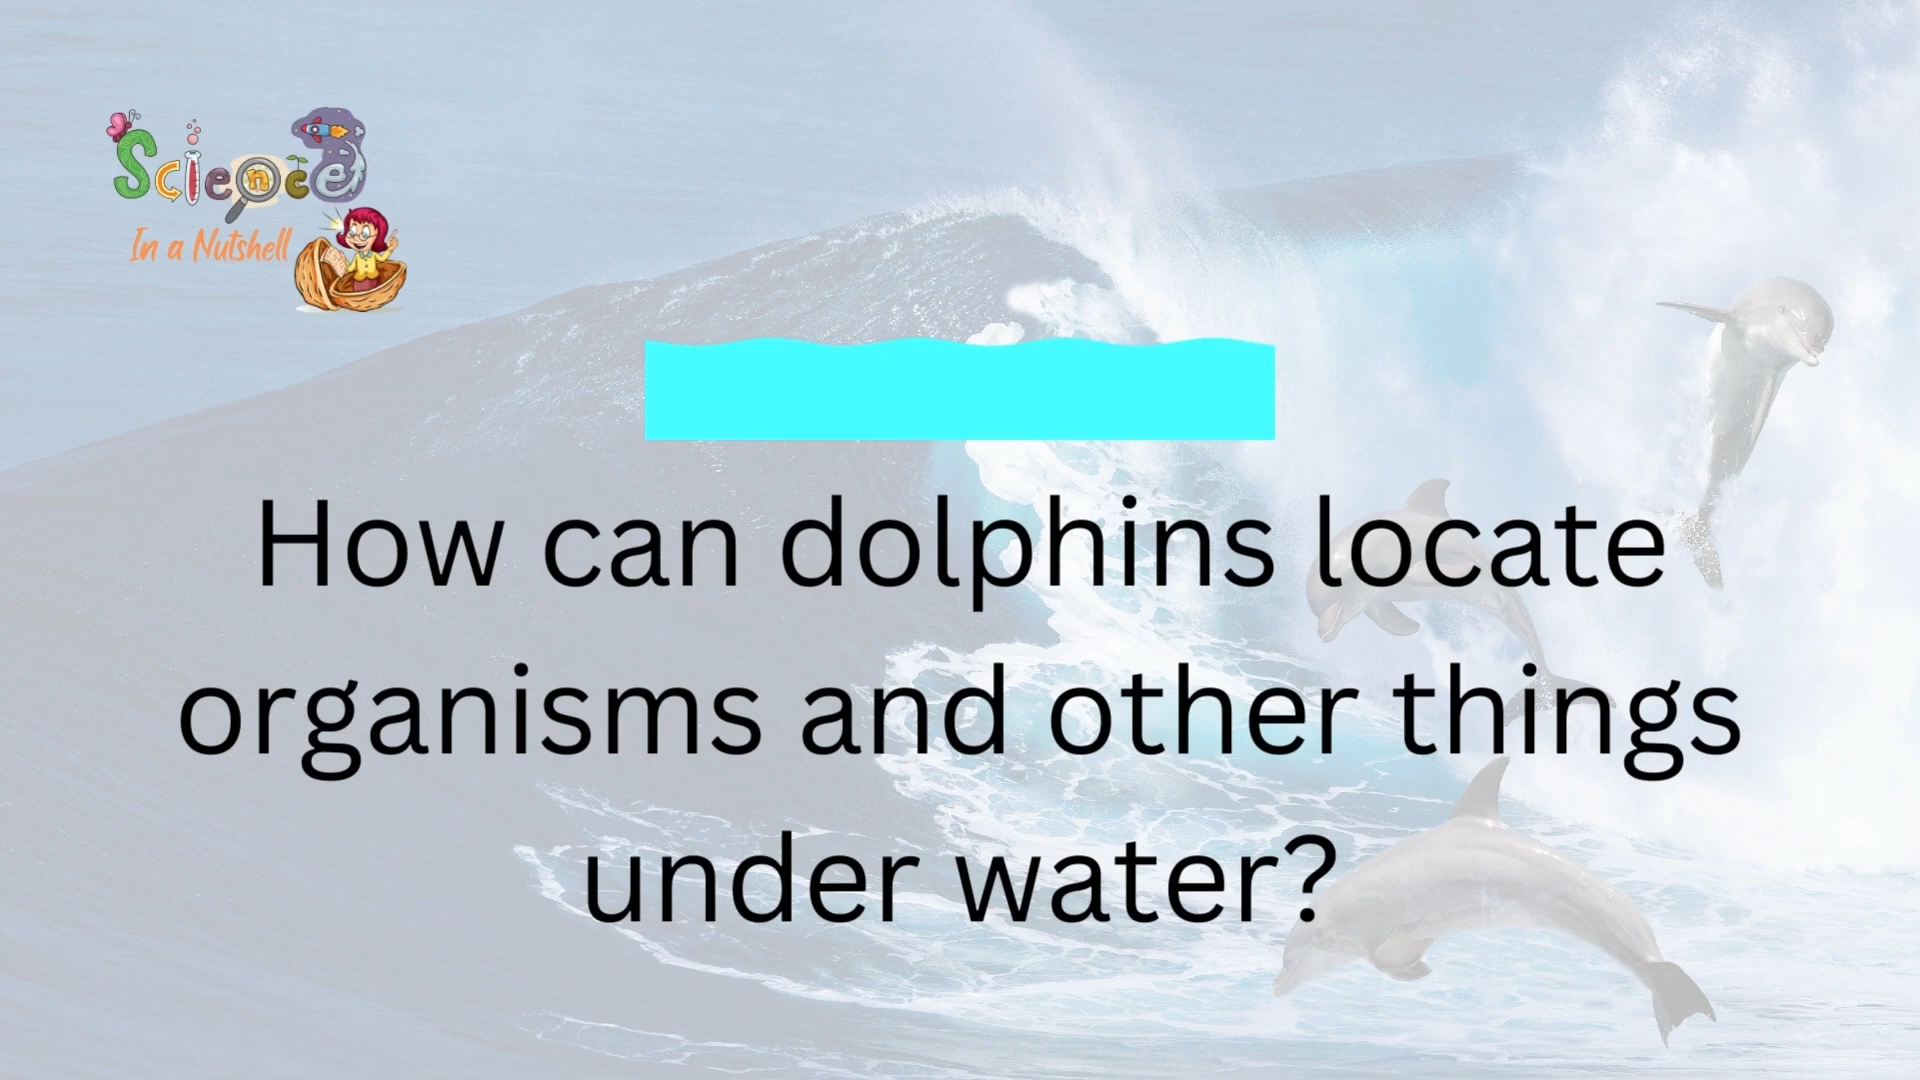 Science
In a Nutshell
How can dolphins locate
organisms and other things
under water?